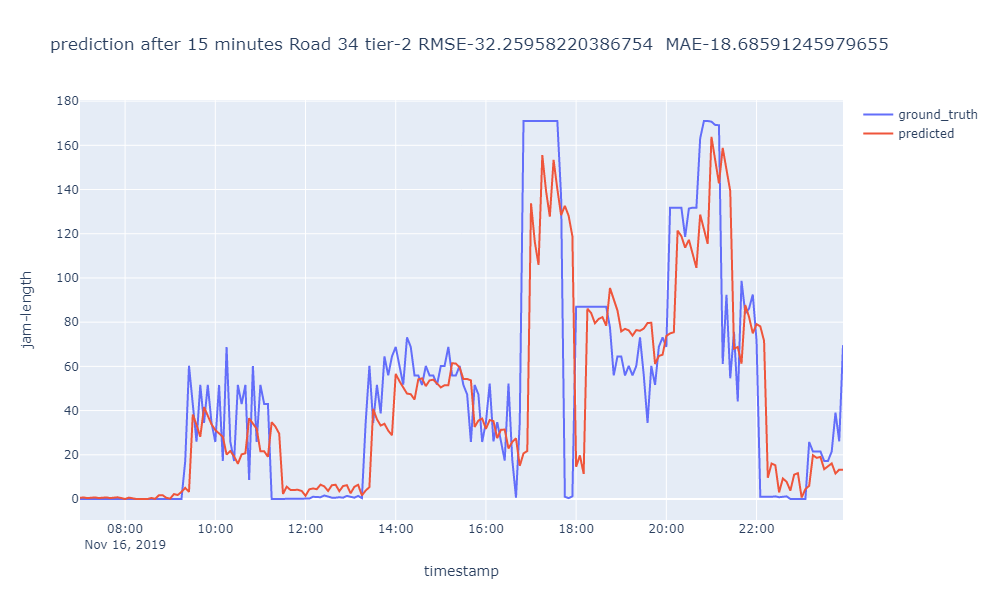 prediction after 15 minutes Road 34 tier-2 RMSE-32.25958220386754  MAE-18.68591245979655
ground_truth
predicted
jam-length
180
160
140
120
100
80
60
40
20
0
08:00 10:00 12:00 14:00 16:00 18:00 20:00 22:00
Nov 16, 2019
timestamp